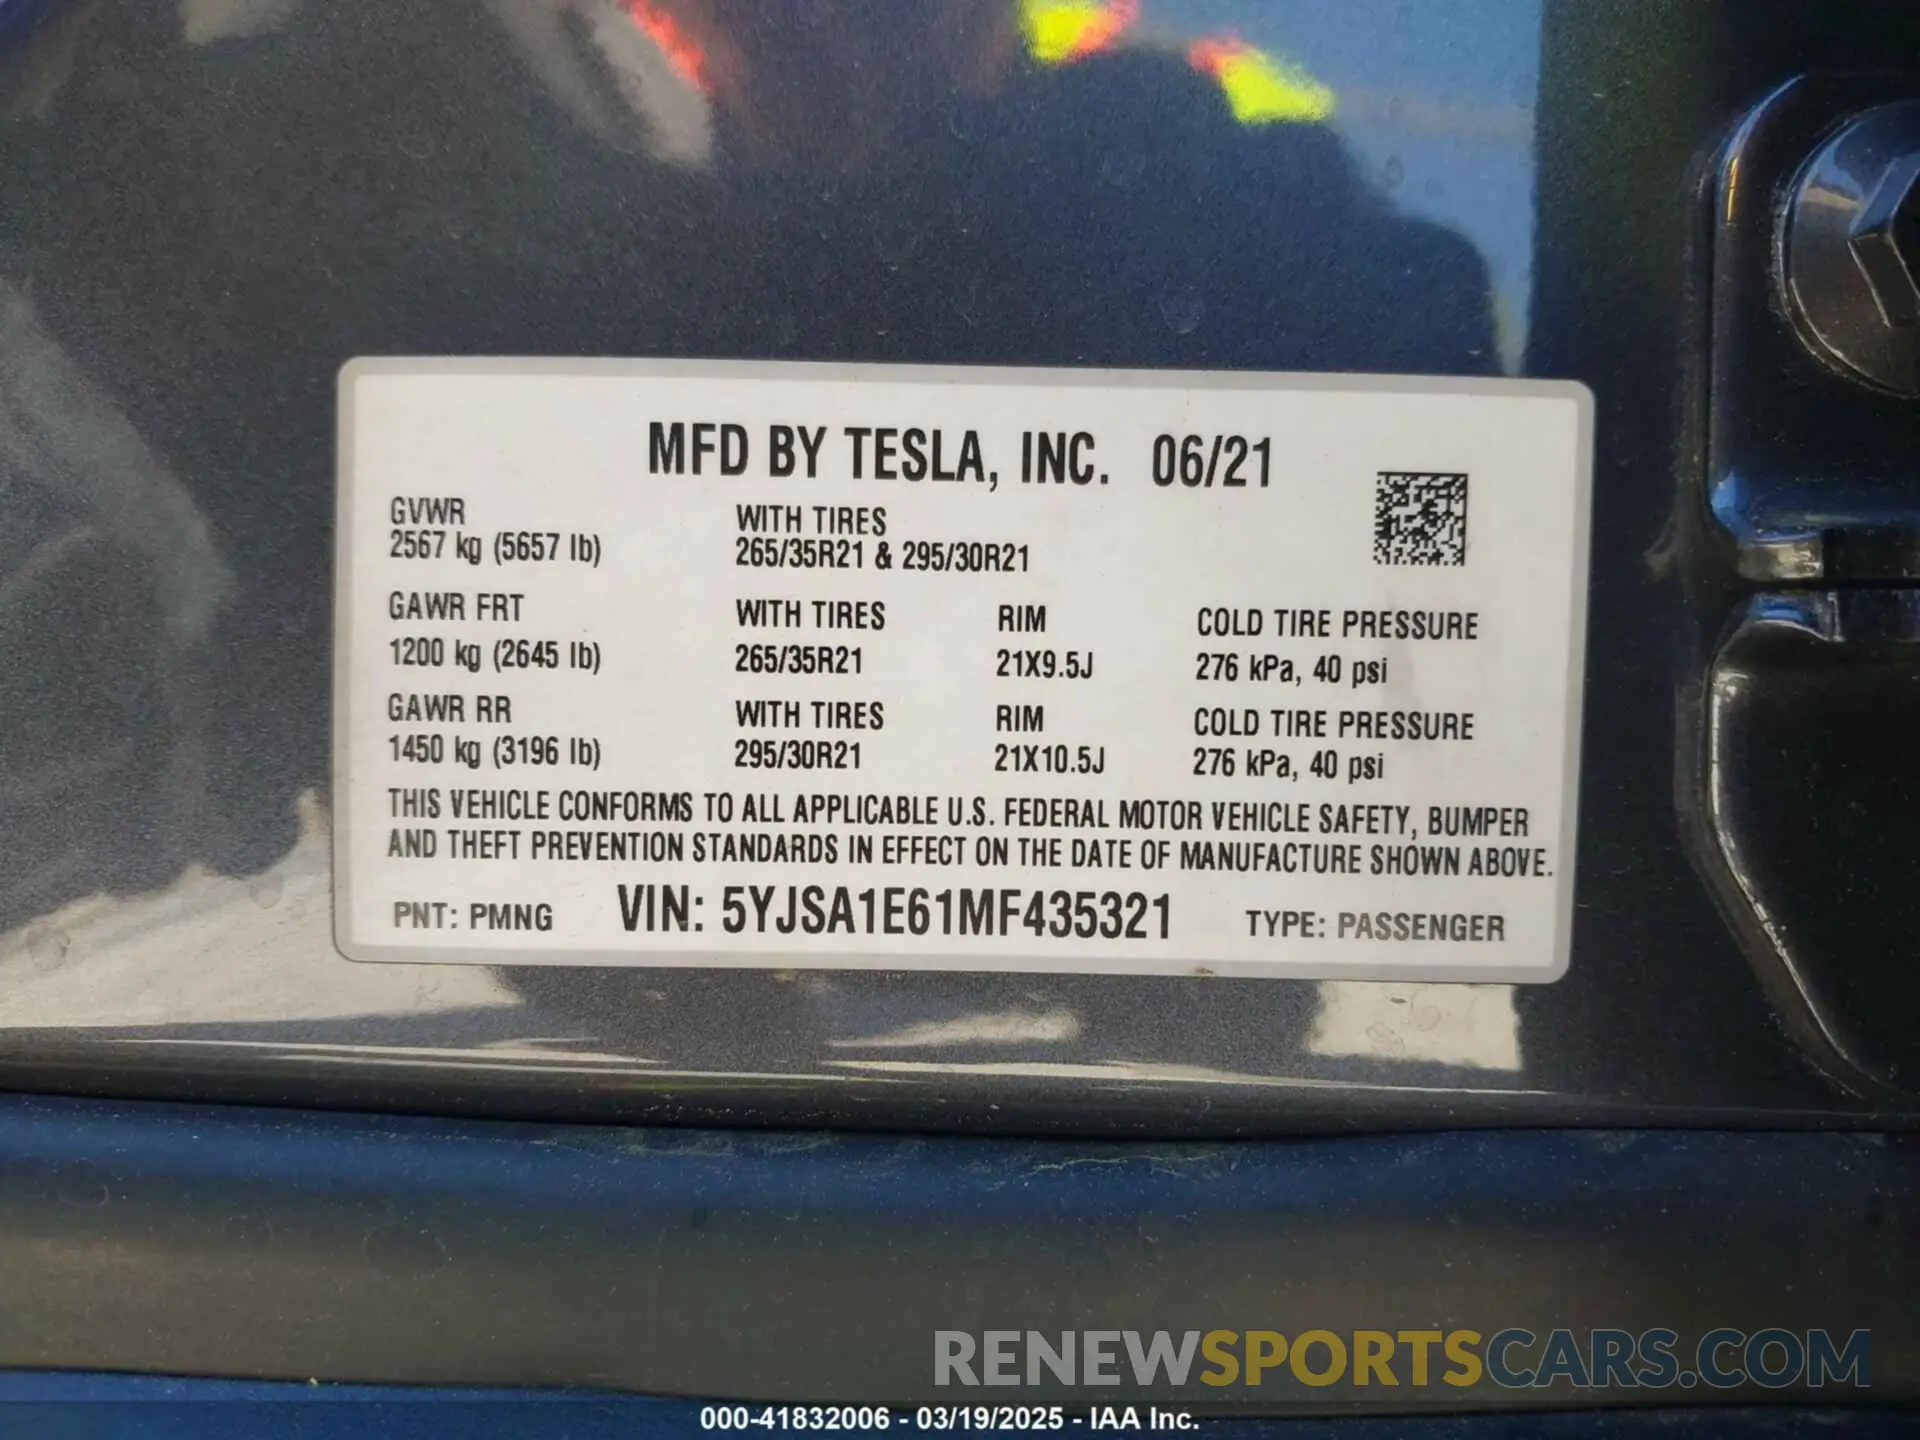 MFD BY TESLA, INC. 06/21
GVWR
2567 kg (5657 lb)
WITH TIRES
265/35R21 & 295/30R21
GAWR FRT WITH TIRES RIM COLD TIRE PRESSURE
1200 kg (2645 lb) 265/35R21 21X9.5J 276 kPa, 40 psi
GAWR RR WITH TIRES RIM COLD TIRE PRESSURE
1450 kg (3196 lb) 295/30R21 21X10.5J 276 kPa, 40 psi
THIS VEHICLE CONFORMS TO ALL APPLICABLE U.S. FEDERAL MOTOR VEHICLE SAFETY, BUMPER
AND THEFT PREVENTION STANDARDS IN EFFECT ON THE DATE OF MANUFACTURE SHOWN ABOVE.
PNT: PMNG VIN: 5YJSA1E61MF435321 TYPE: PASSENGER
RENEWSPORTSCARS.COM
000-41832006 - 03/19/2025 - IAA Inc.